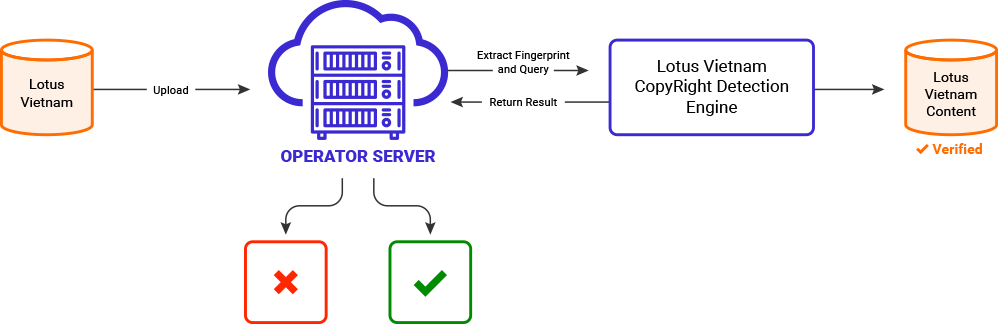 Lotus
Vietnam
Upload
OPERATOR SERVER
Extract Fingerprint
and Query
Return Result
Lotus Vietnam
CopyRight Detection
Engine
Lotus
Vietnam
Content
Verified